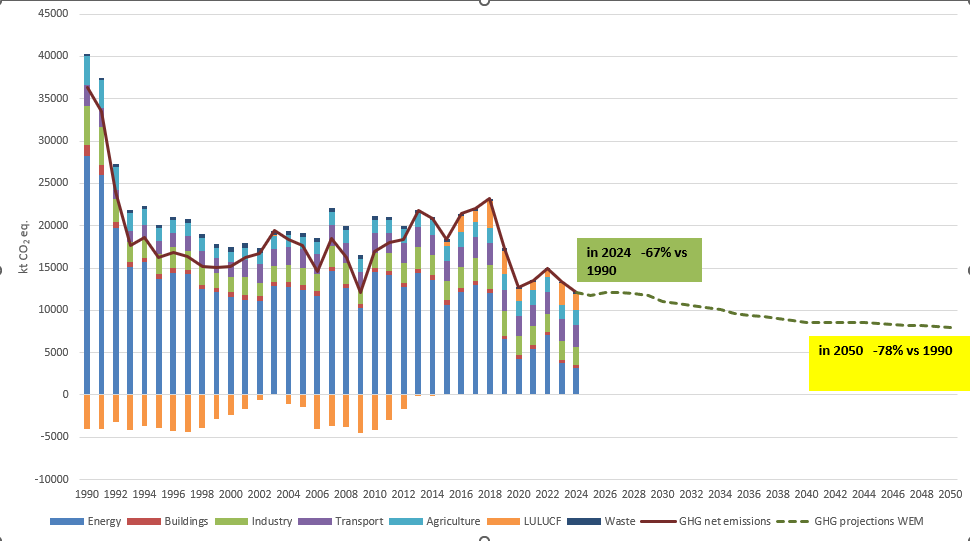 45000
40000
35000
30000
25000
20000
15000
10000
5000
0
-5000
-10000
kt CO₂ eq.
in 2024 -67% vs
1990
in 2050 -78% vs 1990
1990 1992 1994 1996 1998 2000 2002 2004 2006 2008 2010 2012 2014 2016 2018 2020 2022 2024 2026 2028 2030 2032 2034 2036 2038 2040 2042 2044 2046 2048 2050
Energy Buildings Industry Transport Agriculture LULUCF Waste GHG net emissions GHG projections WEM